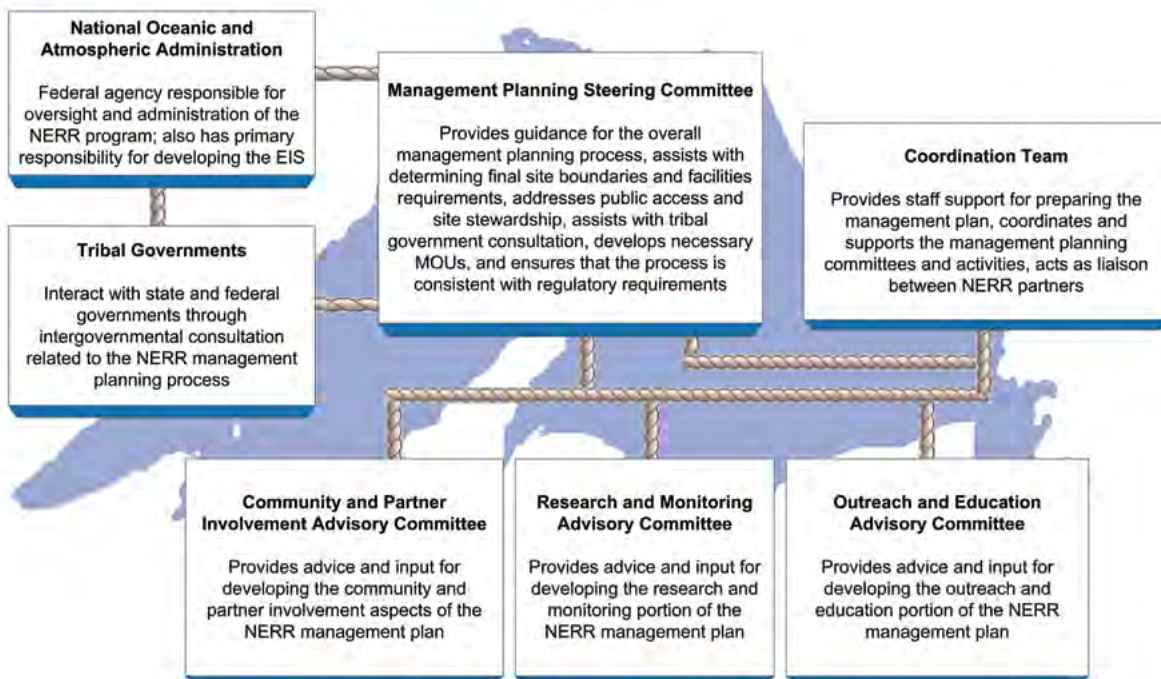 National Oceanic and
Atmospheric Administration
Federal agency responsible for
oversight and administration of the
NERR program; also has primary
responsibility for developing the EIS
Tribal Governments
Interact with state and federal
governments through
intergovernmental consultation
related to the NERR management
planning process
Management Planning Steering Committee
Provides guidance for the overall
management planning process, assists with
determining final site boundaries and facilities
requirements, addresses public access and
site stewardship, assists with tribal
government consultation, develops necessary
MOUs, and ensures that the process is
consistent with regulatory requirements
Coordination Team
Provides staff support for preparing the
management plan, coordinates and
supports the management planning
committees and activities, acts as liaison
between NERR partners
Community and Partner
Involvement Advisory Committee
Provides advice and input for
developing the community and
partner involvement aspects of the
NERR management plan
Research and Monitoring
Advisory Committee
Provides advice and input for
developing the research and
monitoring portion of the
NERR management plan
Outreach and Education
Advisory Committee
Provides advice and input for
developing the outreach and
education portion of the NERR
management plan